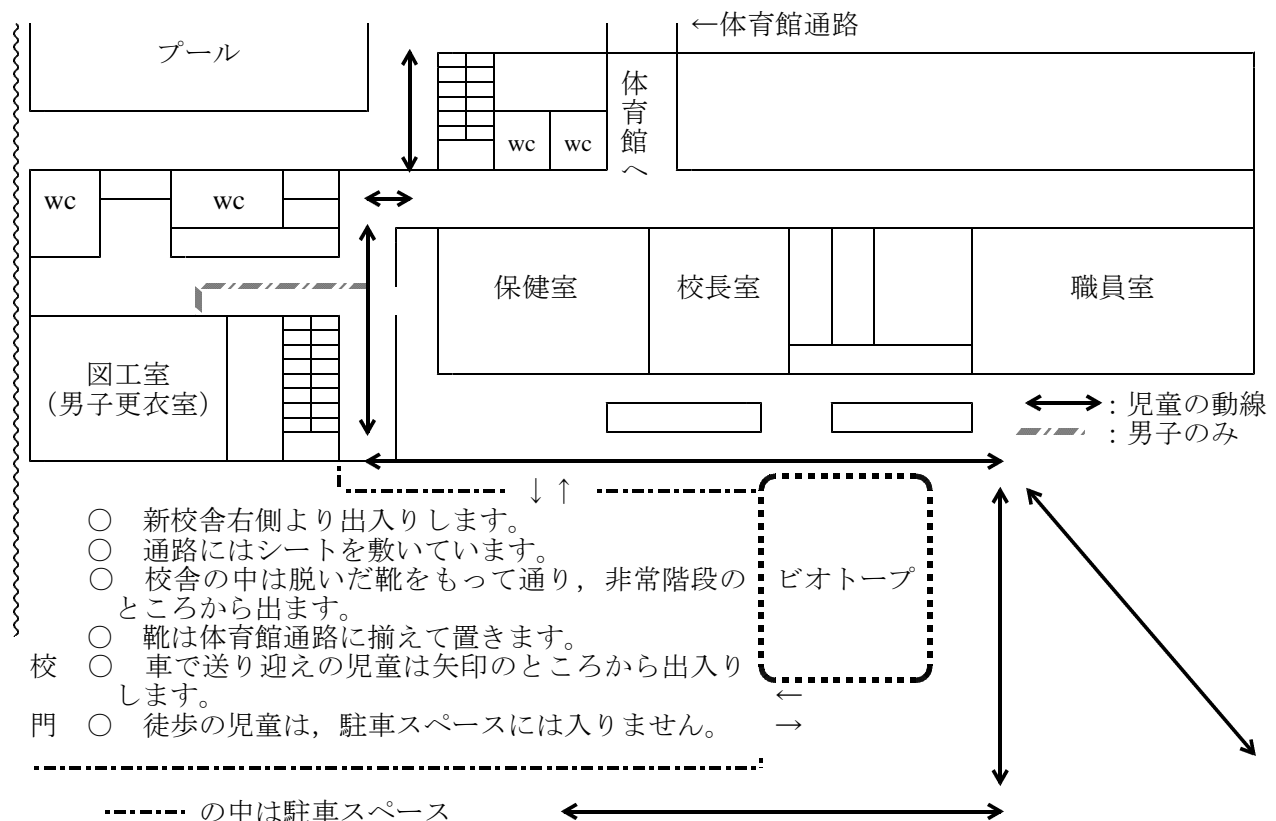 ←体育館通路
プール
体育館へ
wc
wc
wc
wc
保健室
校長室
職員室
図工室
（男子更衣室）
：児童の動線
：男子のみ
↓↑
○　新校舎右側より出入りします。
○　通路にはシートを敷いています。
○　校舎の中は脱いだ靴をもって通り，非常階段の
ところから出ます。
ビオトープ
○　靴は体育館通路に揃えて置きます。
校門
○　車で送り迎えの児童は矢印のところから出入り
します。
←
○　徒歩の児童は，駐車スペースには入りません。
→
の中は駐車スペース